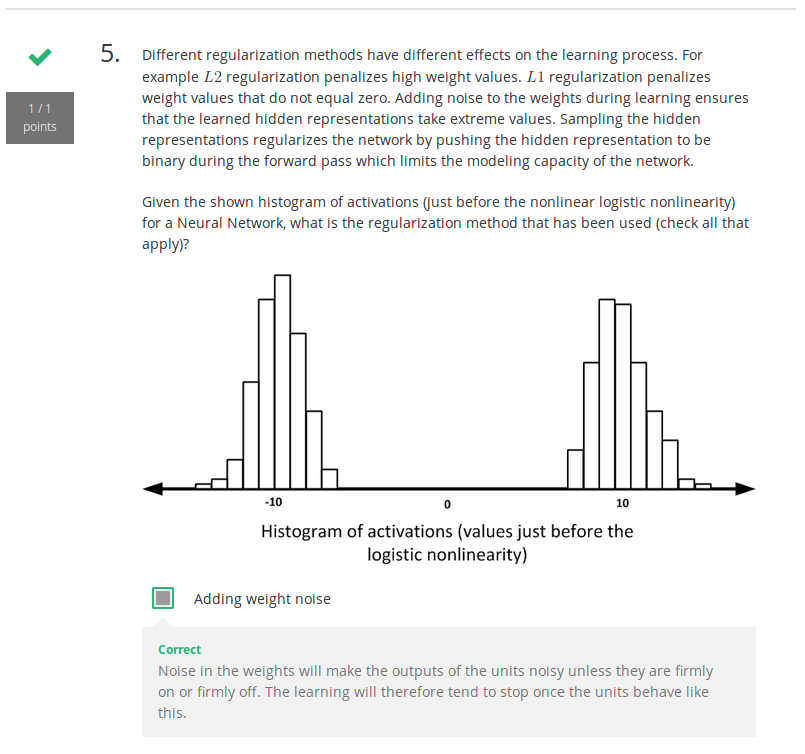 5.
1 / 1
points
Different regularization methods have different effects on the learning process. For
example L2 regularization penalizes high weight values. L1 regularization penalizes
weight values that do not equal zero. Adding noise to the weights during learning ensures
that the learned hidden representations take extreme values. Sampling the hidden
representations regularizes the network by pushing the hidden representation to be
binary during the forward pass which limits the modeling capacity of the network.
Given the shown histogram of activations (just before the nonlinear logistic nonlinearity)
for a Neural Network, what is the regularization method that has been used (check all that
apply)?
-10
0
10
Histogram of activations (values just before the
logistic nonlinearity)
Adding weight noise
Correct
Noise in the weights will make the outputs of the units noisy unless they are firmly
on or firmly off. The learning will therefore tend to stop once the units behave like
this.